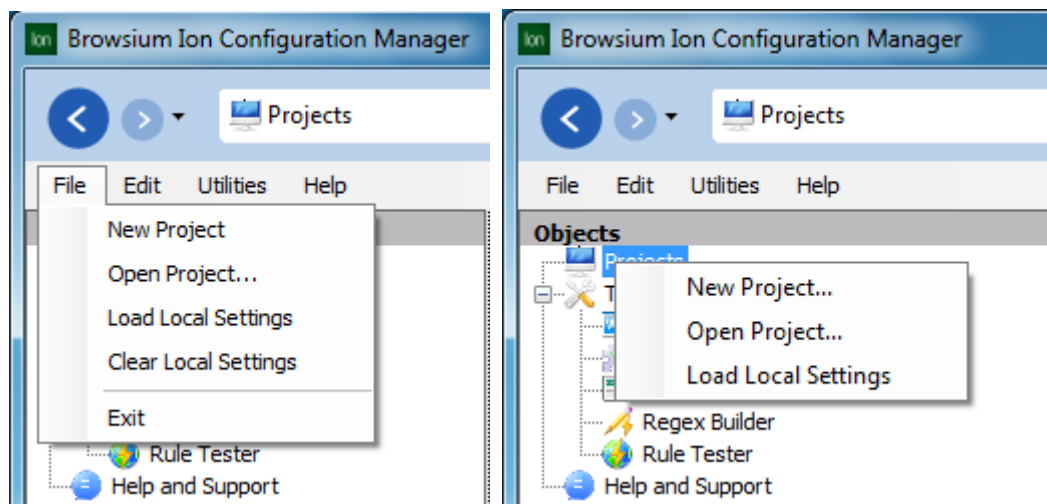 Ion Browsium Ion Configuration Manager
Projects
File Edit Utilities Help
New Project
Open Project...
Load Local Settings
Clear Local Settings
Exit
Rule Tester
Help and Support
Ion Browsium Ion Configuration Manager
Projects
File Edit Utilities Help
Objects
Projects
New Project...
Open Project...
Load Local Settings
Regex Builder
Rule Tester
Help and Support